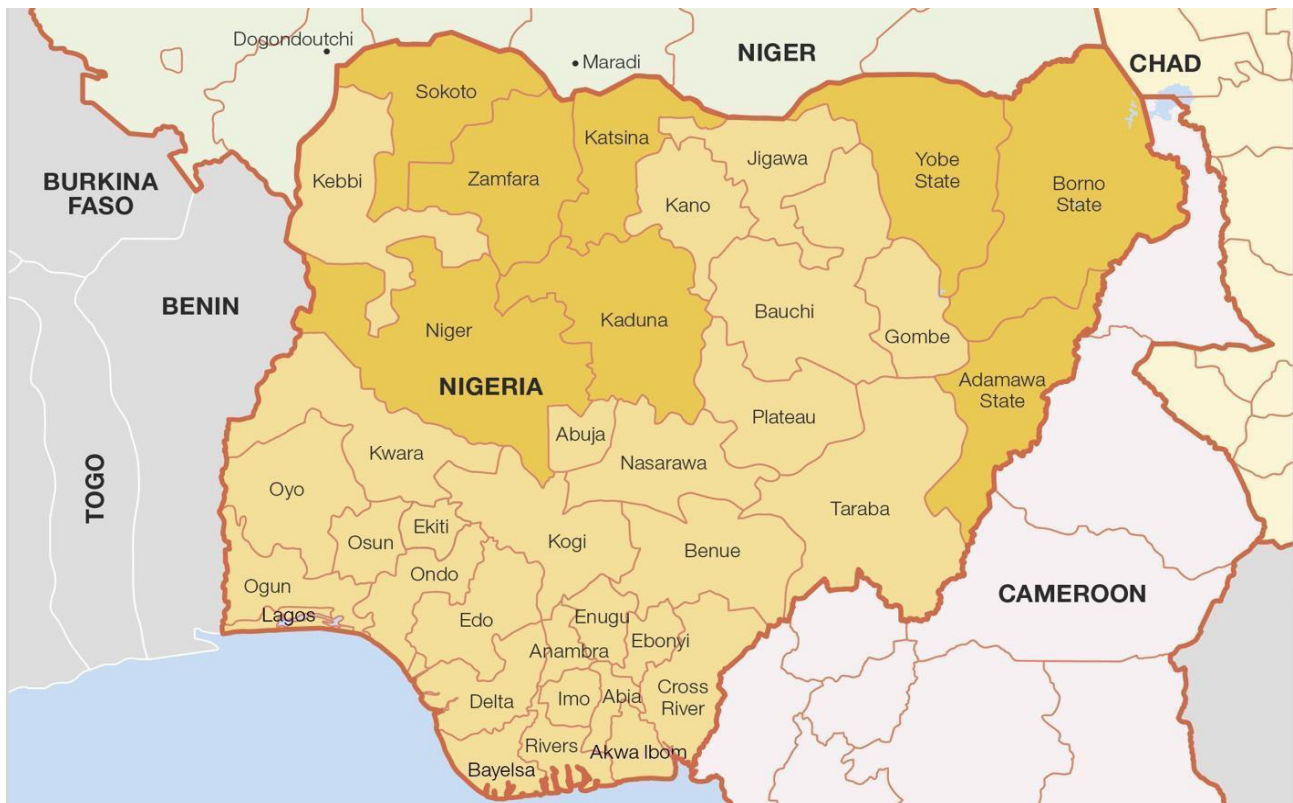 Dogondoutchi
Maradi
NIGER
CHAD
Sokoto
Katsina
Jigawa
Yobe
State
Borno
State
BURKINA
FASO
Kebbi
Zamfara
Kano
BENIN
Niger
Kaduna
Bauchi
Gombe
NIGERIA
Adamawa
State
Plateau
Abuja
Kwara
Nasarawa
TOGO
Oyo
Taraba
Ekiti
Osun
Kogi
Benue
Ondo
Ogun
CAMEROON
Lagos
Edo
Enugu
Ebonyi
Anambra
Delta
Imo
Abia
Cross
River
Rivers
Akwa Ibom
Bayelsa